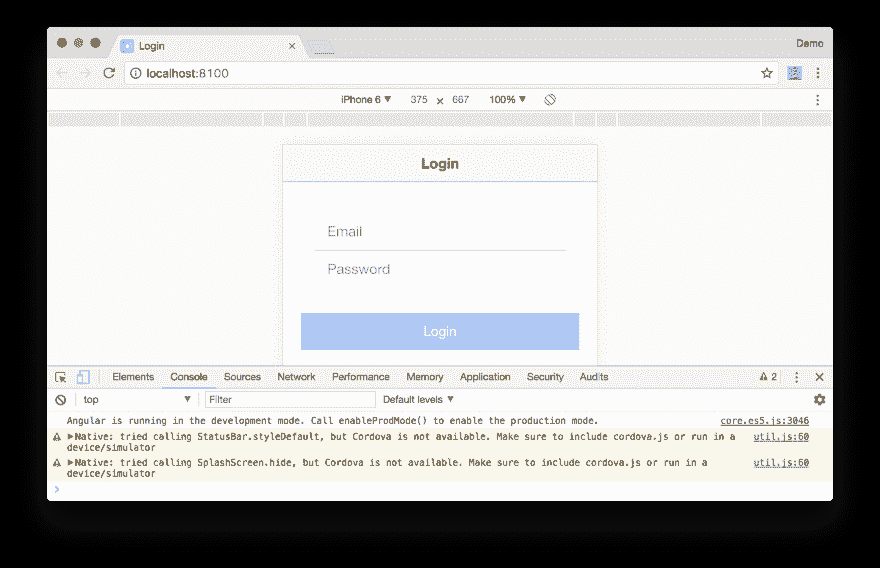 Login
Demo
localhost:8100
iPhone 6 ▼ 375 × 667 100% ▼
Login
Email
Password
Login
Elements Console Sources Network Performance Memory Application Security Audits 2
top ▼ Filter Default levels ▼
Angular is running in the development mode. Call enableProdMode() to enable the production mode. core.es5.js:3046
▶Native: tried calling StatusBar.styleDefault, but Cordova is not available. Make sure to include cordova.js or run in a util.js:60
device/simulator
▶Native: tried calling SplashScreen.hide, but Cordova is not available. Make sure to include cordova.js or run in a util.js:60
device/simulator